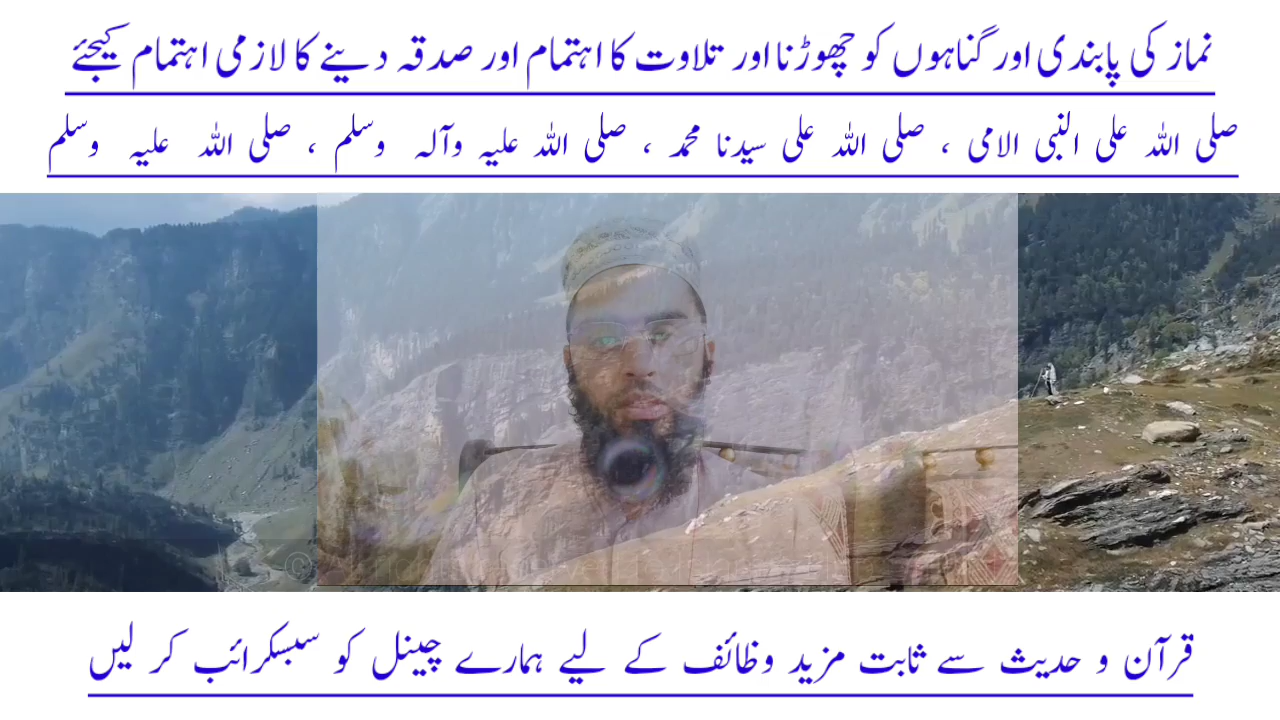 نماز کی پابندی اور گناہوں کو چھوڑنا اور تلاوت کا اہتمام اور صدقہ دینے کا لازمی اہتمام کیجئے
صلی اللہ علی النبی الامی ، صلی اللہ علی سیدنا محمد ، صلی اللہ علیہ وآلہ وسلم ، صلی اللہ علیہ وسلم
قرآن و حدیث سے ثابت مزید وظائف کے لیے ہمارے چینل کو سبسکرائب کر لیں